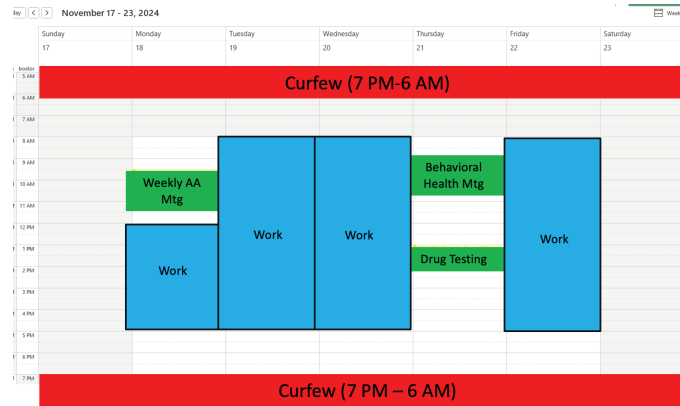 day < > November 17 - 23, 2024
Week
Sunday Monday Tuesday Wednesday Thursday Friday Saturday
17 18 19 20 21 22 23
5 AM
Curfew (7 PM-6 AM)
6 AM
7 AM
8 AM
9 AM
Behavioral
Health Mtg
Weekly AA
Mtg
10 AM
11 AM
12 PM
Work
Work
Work
1 PM
Drug Testing
Work
2 PM
3 PM
4 PM
5 PM
6 PM
7 PM
Curfew (7 PM – 6 AM)